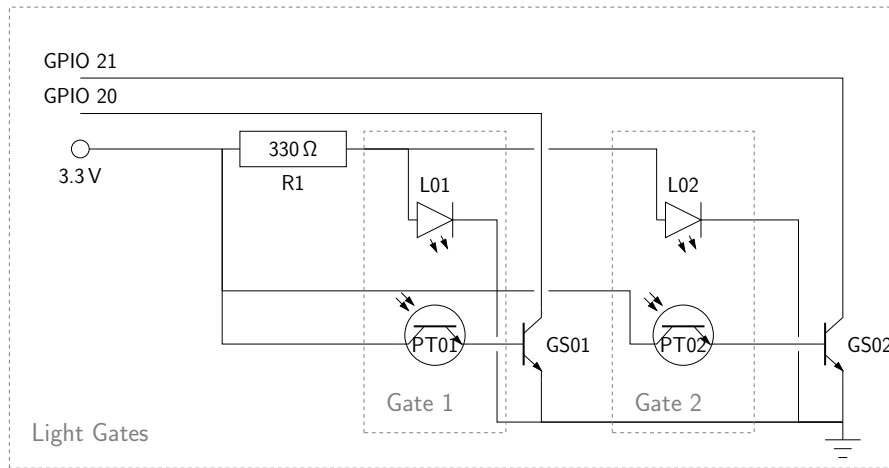 GPIO 21
GPIO 20
3.3 V
330 Ω
R1
L01
L02
PT01
GS01
PT02
GS02
Gate 1
Gate 2
Light Gates